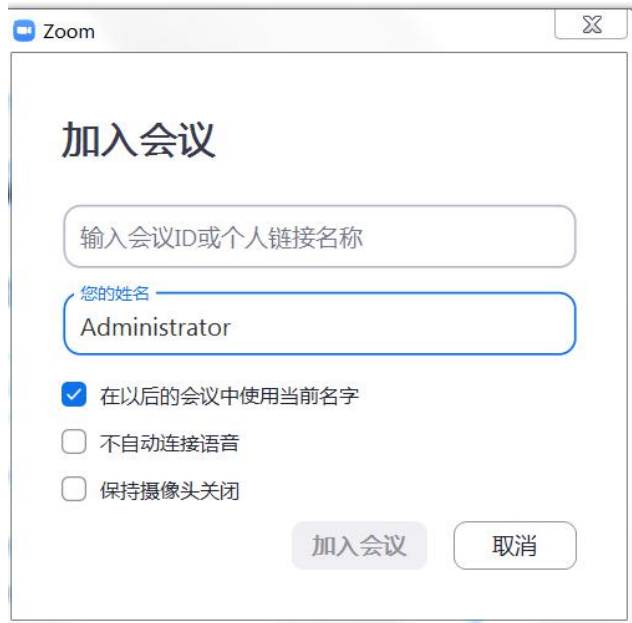 Zoom
加入会议
输入会议ID或个人链接名称
您的姓名
Administrator
在以后的会议中使用当前名字
不自动连接语音
保持摄像头关闭
加入会议 取消